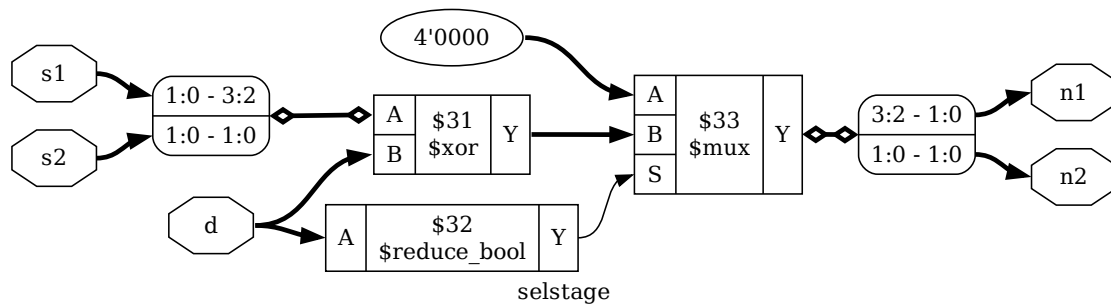 s1
s2
1:0 - 3:2
1:0 - 1:0
d
4'0000
A
B
$31
$xor
Y
A
$32
$reduce_bool
Y
A
B
S
$33
$mux
Y
3:2 - 1:0
1:0 - 1:0
n1
n2
selstage